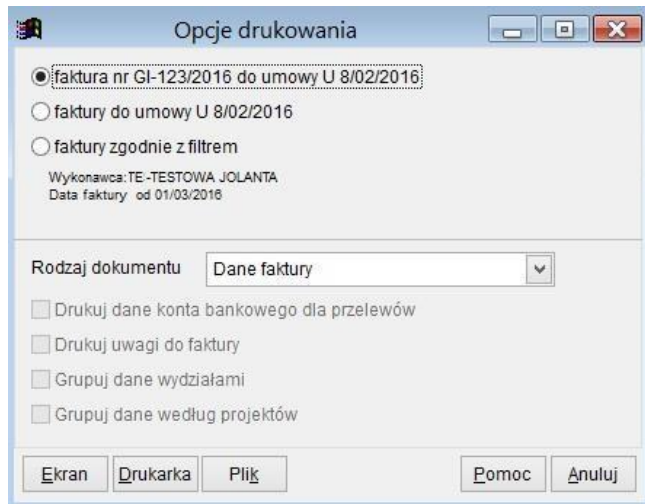 Opcje drukowania
faktura nr GI-123/2016 do umowy U 8/02/2016
faktury do umowy U 8/02/2016
faktury zgodnie z filtrem
Wykonawca:TE-TESTOWA JOLANTA
Data faktury od 01/03/2016
Rodzaj dokumentu Dane faktury
Drukuj dane konta bankowego dla przelewów
Drukuj uwagi do faktury
Grupuj dane wydziałami
Grupuj dane według projektów
Ekran Drukarka Plik Pomoc Anuluj